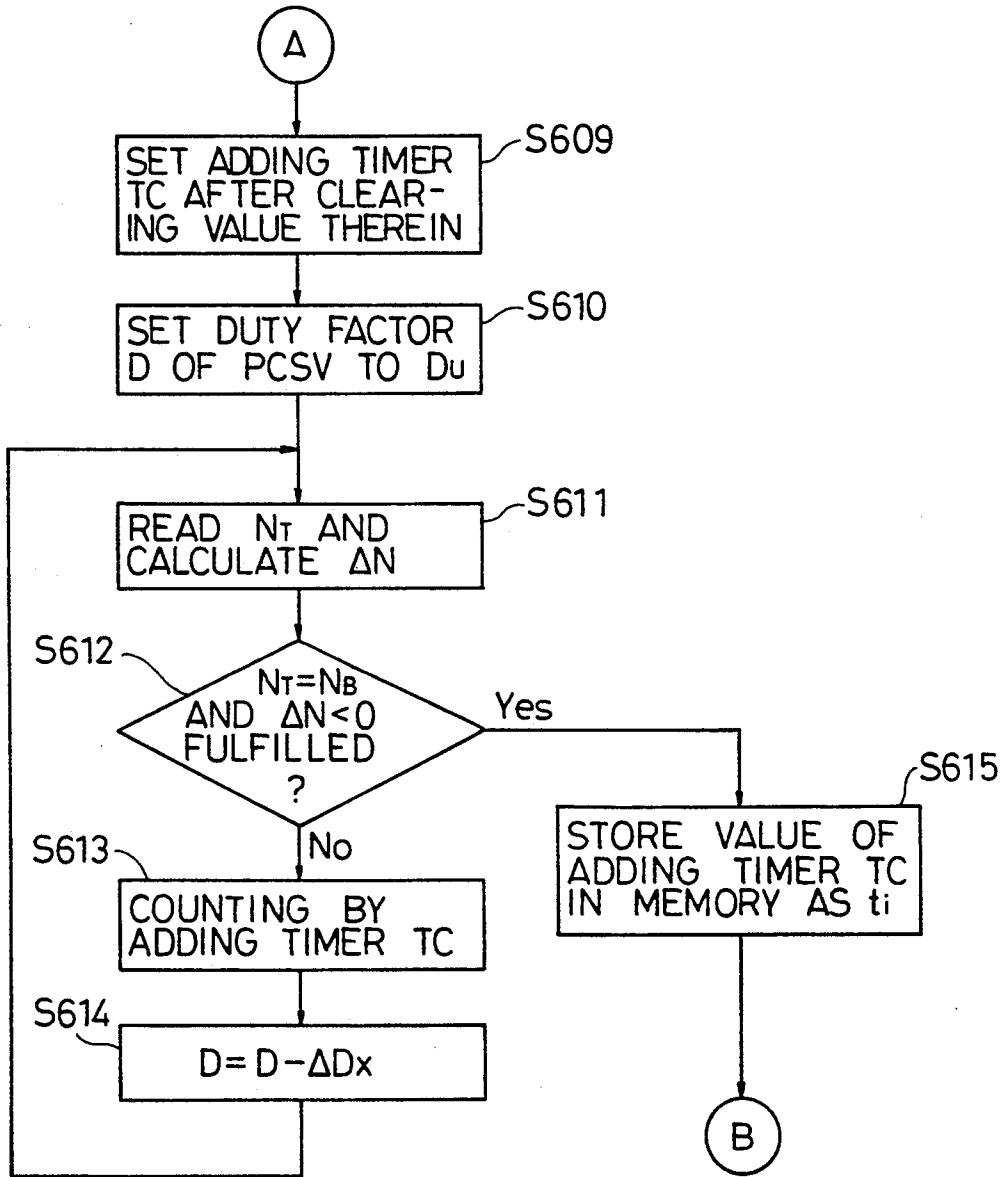 A
S609
SET ADDING TIMER
TC AFTER CLEAR-
ING VALUE THEREIN
S610
SET DUTY FACTOR
D OF PCSV TO Du
S611
READ NT AND
CALCULATE ΔN
S612
NT=NB
AND ΔN<0
FULFILLED
?
Yes
No
S613
COUNTING BY
ADDING TIMER TC
S614
D=D-ΔDx
S615
STORE VALUE OF
ADDING TIMER TC
IN MEMORY AS ti
B